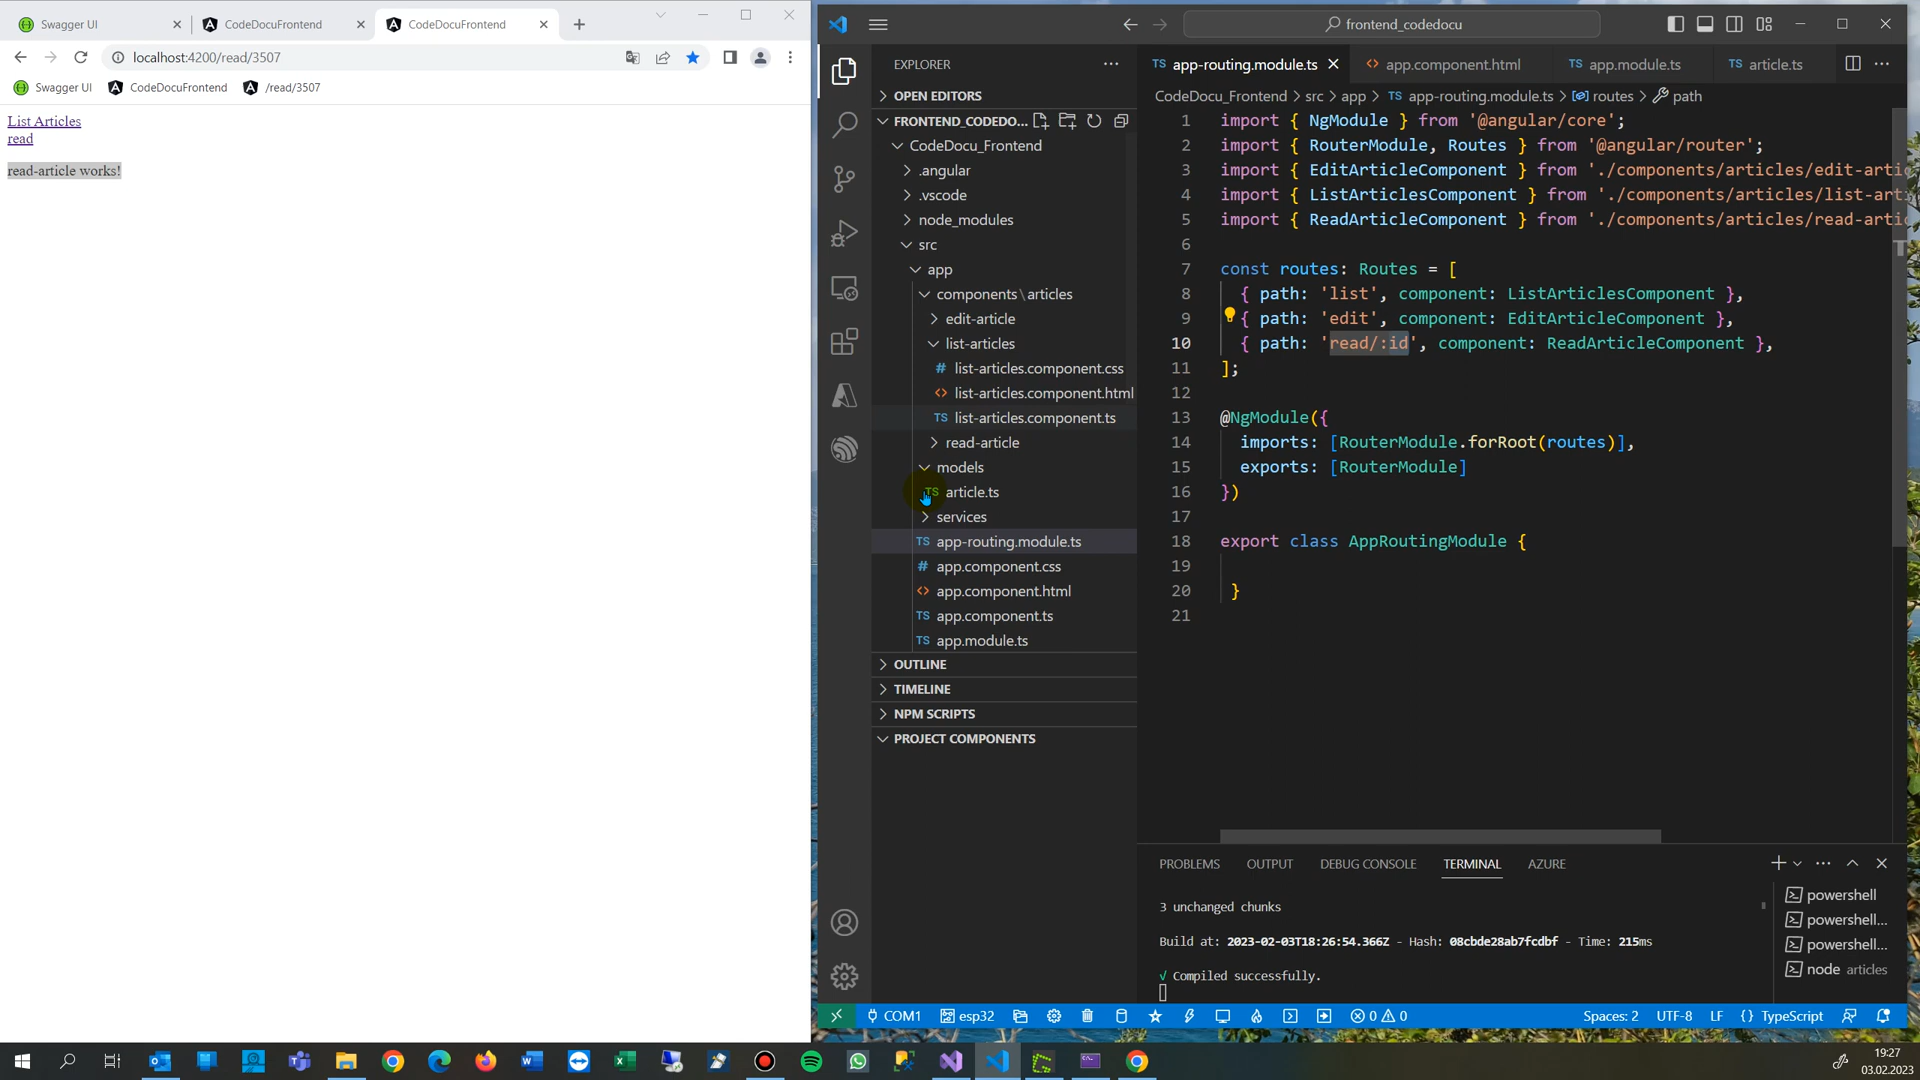 Swagger UI
CodeDocuFrontend
CodeDocuFrontend
localhost:4200/read/3507
Swagger UI
CodeDocuFrontend
/read/3507
List Articles
read
read-article works!
frontend_codedocu
EXPLORER
OPEN EDITORS
FRONTEND_CODEDO...
CodeDocu_Frontend
.angular
.vscode
node_modules
src
app
components\articles
edit-article
list-articles
# list-articles.component.css
<> list-articles.component.html
TS list-articles.component.ts
read-article
models
TS article.ts
services
TS app-routing.module.ts
# app.component.css
<> app.component.html
TS app.component.ts
TS app.module.ts
OUTLINE
TIMELINE
NPM SCRIPTS
PROJECT COMPONENTS
TS app-routing.module.ts
<> app.component.html
TS app.module.ts
TS article.ts
CodeDocu_Frontend > src > app > TS app-routing.module.ts > routes > path
1 import { NgModule } from '@angular/core';
2 import { RouterModule, Routes } from '@angular/router';
3 import { EditArticleComponent } from './components/articles/edit-artic
4 import { ListArticlesComponent } from './components/articles/list-art
5 import { ReadArticleComponent } from './components/articles/read-artic
6
7 const routes: Routes = [
8 { path: 'list', component: ListArticlesComponent },
9 { path: 'edit', component: EditArticleComponent },
10 { path: 'read/:id', component: ReadArticleComponent },
11 ];
12
13 @NgModule({
14 imports: [RouterModule.forRoot(routes)],
15 exports: [RouterModule]
16 })
17
18 export class AppRoutingModule {
19
20 }
21
PROBLEMS OUTPUT DEBUG CONSOLE TERMINAL AZURE
3 unchanged chunks
Build at: 2023-02-03T18:26:54.366Z - Hash: 08cbde28ab7fcdbf - Time: 215ms
√ Compiled successfully.
powershell
powershell...
powershell...
node articles
COM1 esp32 0 0 Spaces: 2 UTF-8 LF {} TypeScript
19:27
03.02.2023